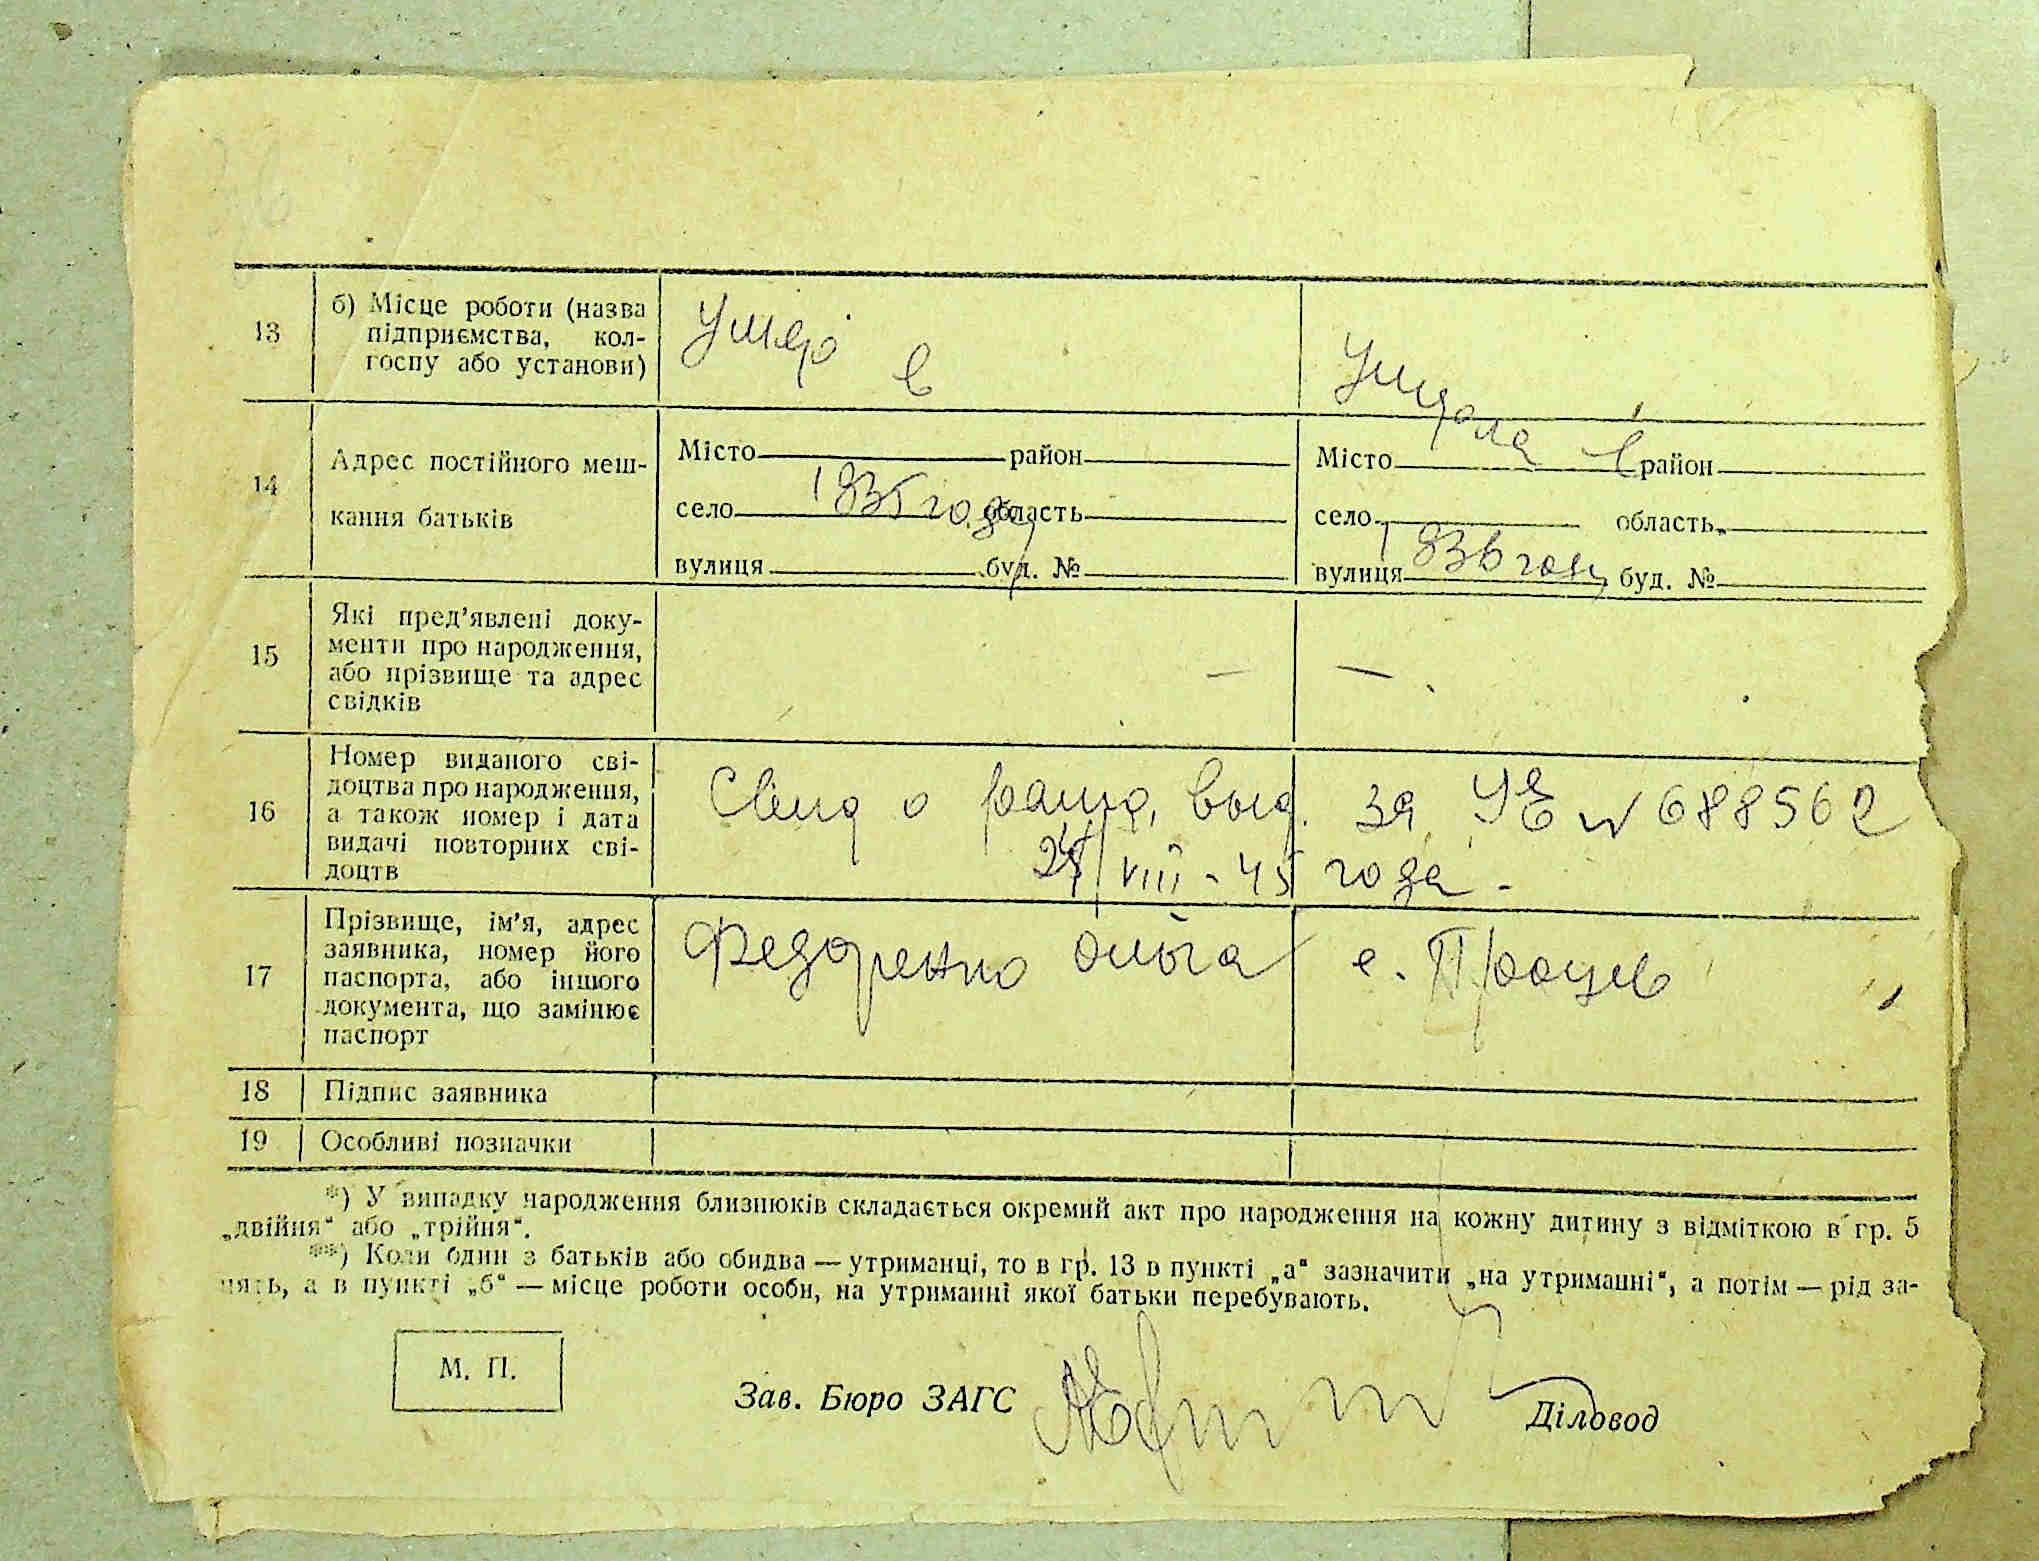 13
б) Місце роботи (назва
підприємства, кол-
госпу або установи)
Умер в
1935 году
Умерла в
1936 году
14
Адрес постійного меш-
кання батьків
Місто район
село область
вулиця буд. №
Місто район
село область
вулиця буд. №
15
Які пред'явлені доку-
менти про народження,
або прізвище та адрес
свідків
— —
16
Номер виданого сві-
доцтва про народження,
а також номер і дата
видачі повторних сві-
доцтв
о выд. за УЕ № 688562
VIII - 45 года -
17
Прізвище, ім'я, адрес
заявника, номер його
паспорта, або іншого
документа, що замінює
паспорт
Федоренко Ольга с. Процев
18 Підпис заявника
19 Особливі позначки
*) У випадку народження близнюків складається окремий акт про народження на кожну дитину з відміткою в гр. 5
„двійня“ або „трійня“.
**) Коли один з батьків або обидва — утриманці, то в гр. 13 в пункті „а“ зазначити „на утриманні“, а потім — рід за-
нять, а в пункті „б“ — місце роботи особи, на утриманні якої батьки перебувають.
М. П.
Зав. Бюро ЗАГС
Діловод